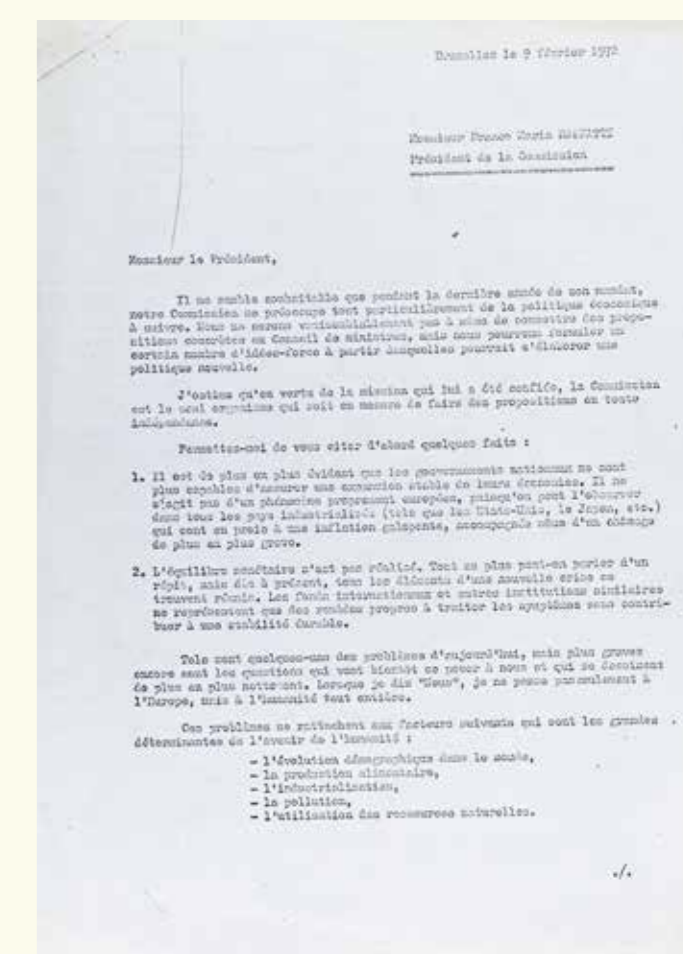 Bruxelles le 9 février 1972
Monsieur Franco Maria MALFATTI
Président de la Commission
Monsieur le Président,
Il me semble souhaitable que pendant la dernière année de son mandat,
notre Commission se préoccupe tout particulièrement de la politique économique
à suivre. Nous ne serons vraisemblablement pas à même de soumettre des propo-
sitions concrètes au Conseil de ministres, mais nous pourrons formuler un
certain nombre d'idées-force à partir desquelles pourrait s'élaborer une
politique nouvelle.
J'estime qu'en vertu de la mission qui lui a été confiée, la Commission
est le seul organisme qui soit en mesure de faire des propositions en toute
indépendance.
Permettez-moi de vous citer d'abord quelques faits :
1. Il est de plus en plus évident que les gouvernements nationaux ne sont
plus capables d'assurer une expansion stable de leurs économies. Il ne
s'agit pas d'un phénomène proprement européen, puisqu'on peut l'observer
dans tous les pays industrialisés (tels que les Etats-Unis, le Japon, etc.)
qui sont en proie à une inflation galopante, accompagnée même d'un chômage
de plus en plus grave.
2. L'équilibre monétaire n'est pas réalisé. Tout au plus peut-on parler d'un
répit, mais dès à présent, tous les éléments d'une nouvelle crise se
trouvent réunis. Les fonds internationaux et autres institutions similaires
ne représentent que des remèdes propres à traiter les symptômes sans contri-
buer à une stabilité durable.
Tels sont quelques-uns des problèmes d'aujourd'hui, mais plus graves
encore sont les questions qui vont bientôt se poser à nous et qui se dessinent
de plus en plus nettement. Lorsque je dis "Nous", je ne pense pas seulement à
l'Europe, mais à l'humanité tout entière.
Ces problèmes se rattachent aux facteurs suivants qui sont les grandes
déterminantes de l'avenir de l'humanité :
- l'évolution démographique dans le monde,
- la production alimentaire,
- l'industrialisation,
- la pollution,
- l'utilisation des ressources naturelles.
./.